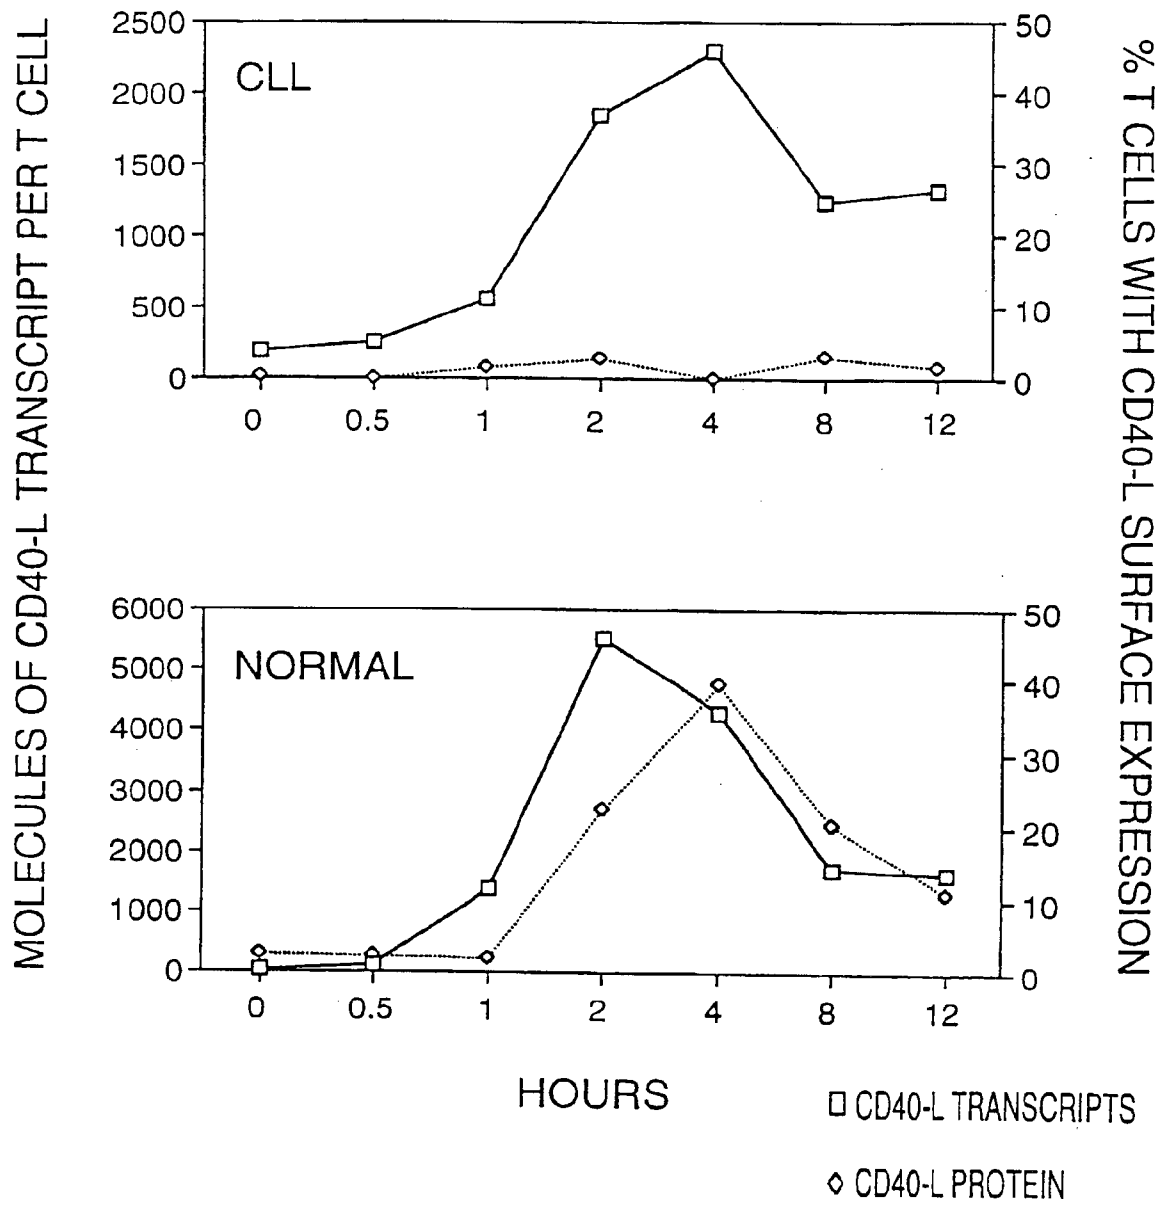 MOLECULES OF CD40-L TRANSCRIPT PER T CELL
% T CELLS WITH CD40-L SURFACE EXPRESSION
CLL
2500
2000
1500
1000
500
0
50
40
30
20
10
0
0 0.5 1 2 4 8 12
NORMAL
6000
5000
4000
3000
2000
1000
0
50
40
30
20
10
0
0 0.5 1 2 4 8 12
HOURS
CD40-L TRANSCRIPTS
CD40-L PROTEIN